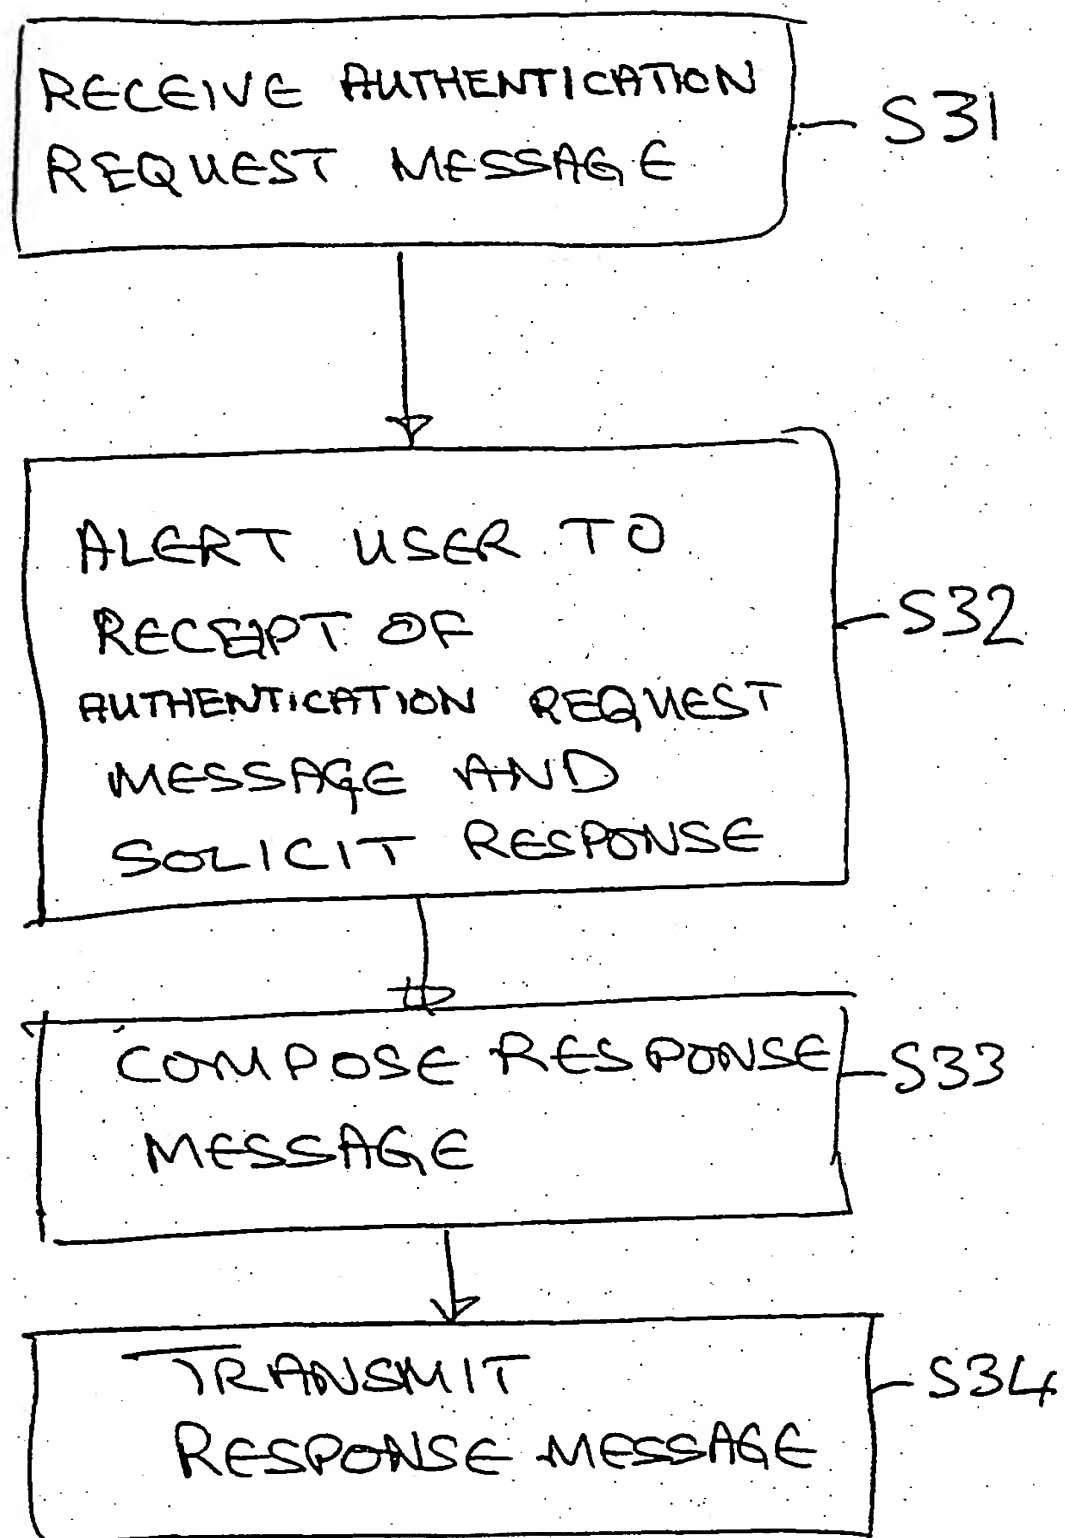 RECEIVE AUTHENTICATION
REQUEST MESSAGE
S31
ALERT USER TO
RECEIPT OF
AUTHENTICATION REQUEST
MESSAGE AND
SOLICIT RESPONSE
S32
COMPOSE RESPONSE
MESSAGE
S33
TRANSMIT
RESPONSE MESSAGE
S34